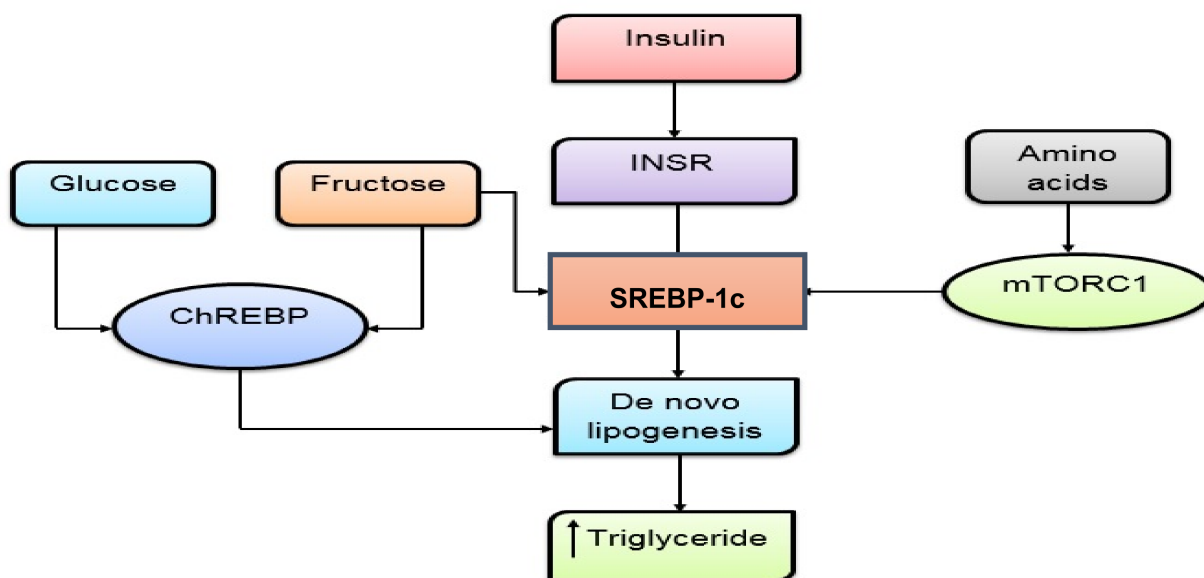 Insulin
INSR
Amino
acids
Glucose
Fructose
SREBP-1c
mTORC1
ChREBP
De novo
lipogenesis
↑ Triglyceride